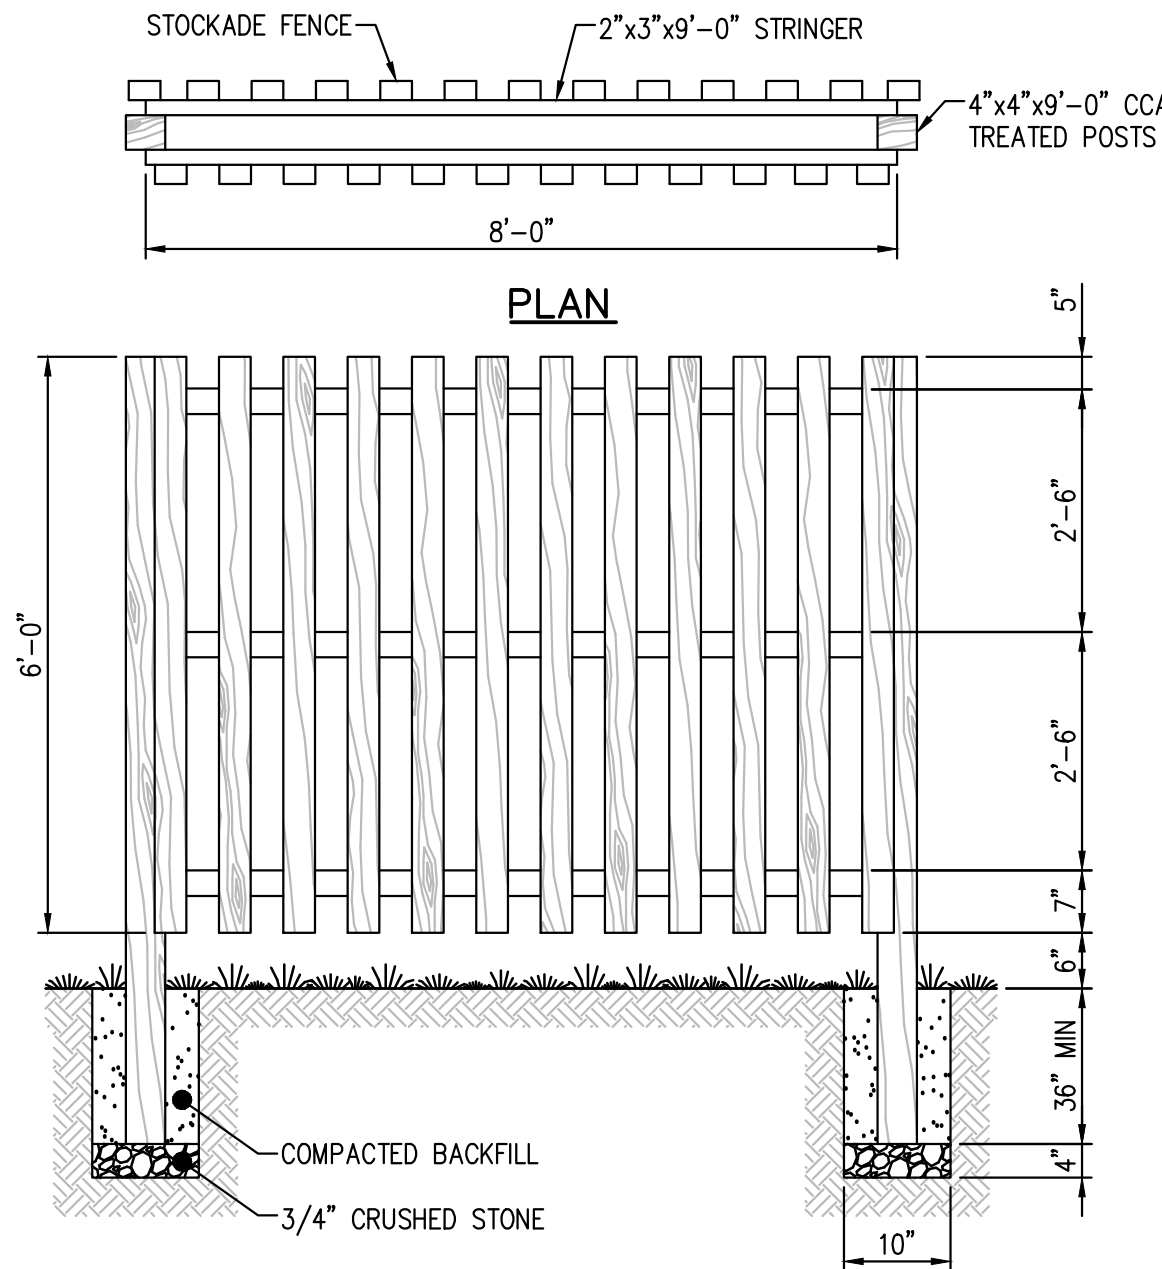 STOCKADE FENCE
2"x3"x9'-0" STRINGER
4"x4"x9'-0" CCA
TREATED POSTS
8'-0"
PLAN
5"
2'-6"
6'-0"
2'-6"
7"
6"
36" MIN
COMPACTED BACKFILL
4"
3/4" CRUSHED STONE
10"